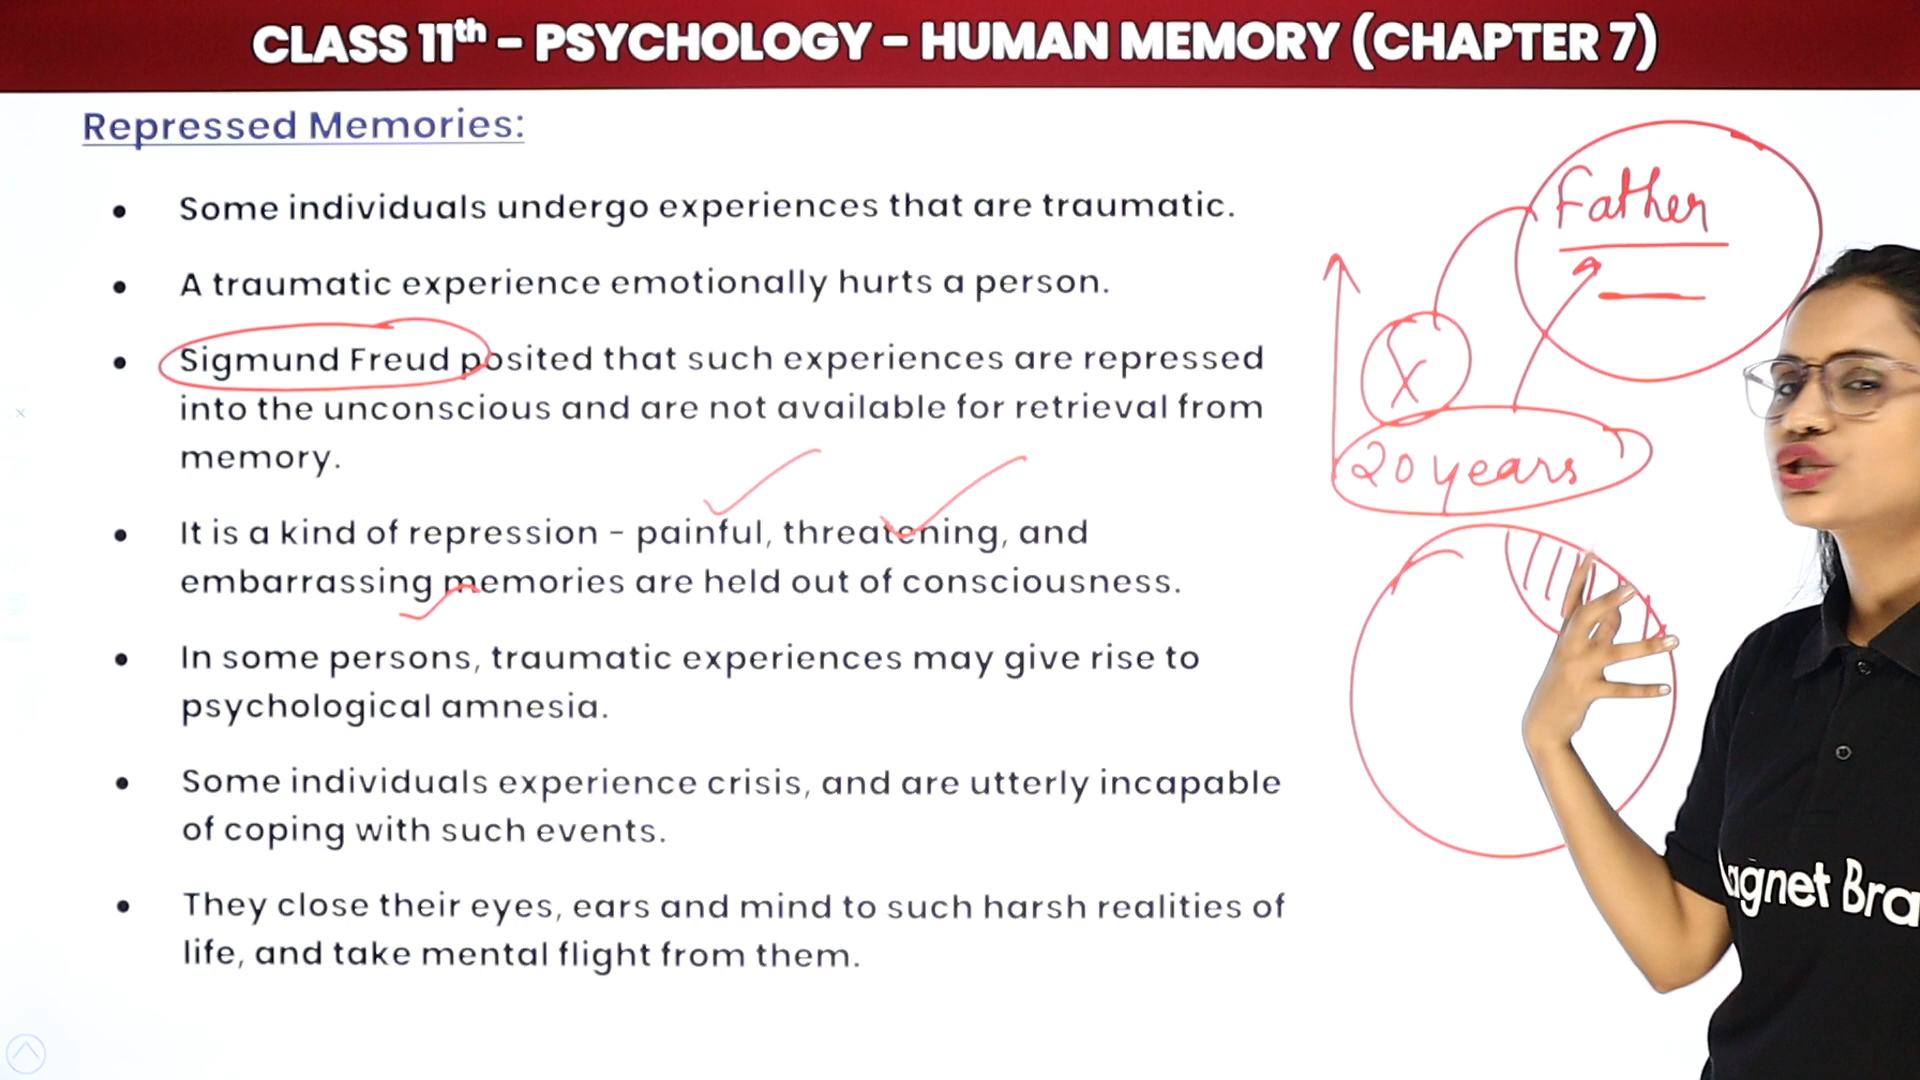 CLASS 11th – PSYCHOLOGY – HUMAN MEMORY (CHAPTER 7)
Repressed Memories:
• Some individuals undergo experiences that are traumatic.
• A traumatic experience emotionally hurts a person.
• Sigmund Freud posited that such experiences are repressed
into the unconscious and are not available for retrieval from
memory.
• It is a kind of repression – painful, threatening, and
embarrassing memories are held out of consciousness.
• In some persons, traumatic experiences may give rise to
psychological amnesia.
• Some individuals experience crisis, and are utterly incapable
of coping with such events.
• They close their eyes, ears and mind to such harsh realities of
life, and take mental flight from them.
Father
X
20 years
agnet Bra